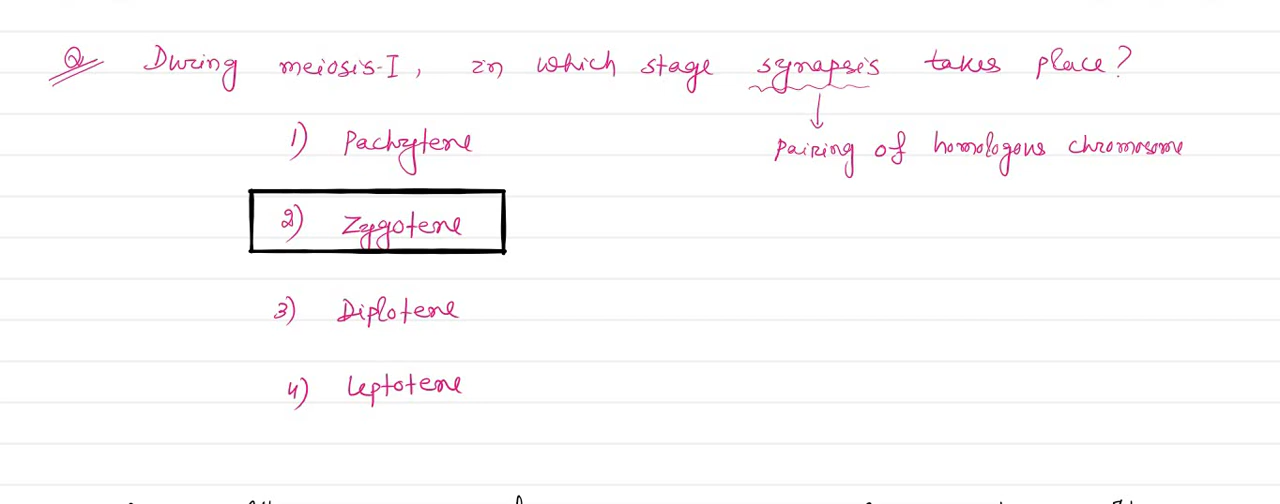 Q During meiosis-I, in which stage synapsis takes place?
pairing of homologous chromosome
1) Pachytene
2) Zygotene
3) Diplotene
4) Leptotene